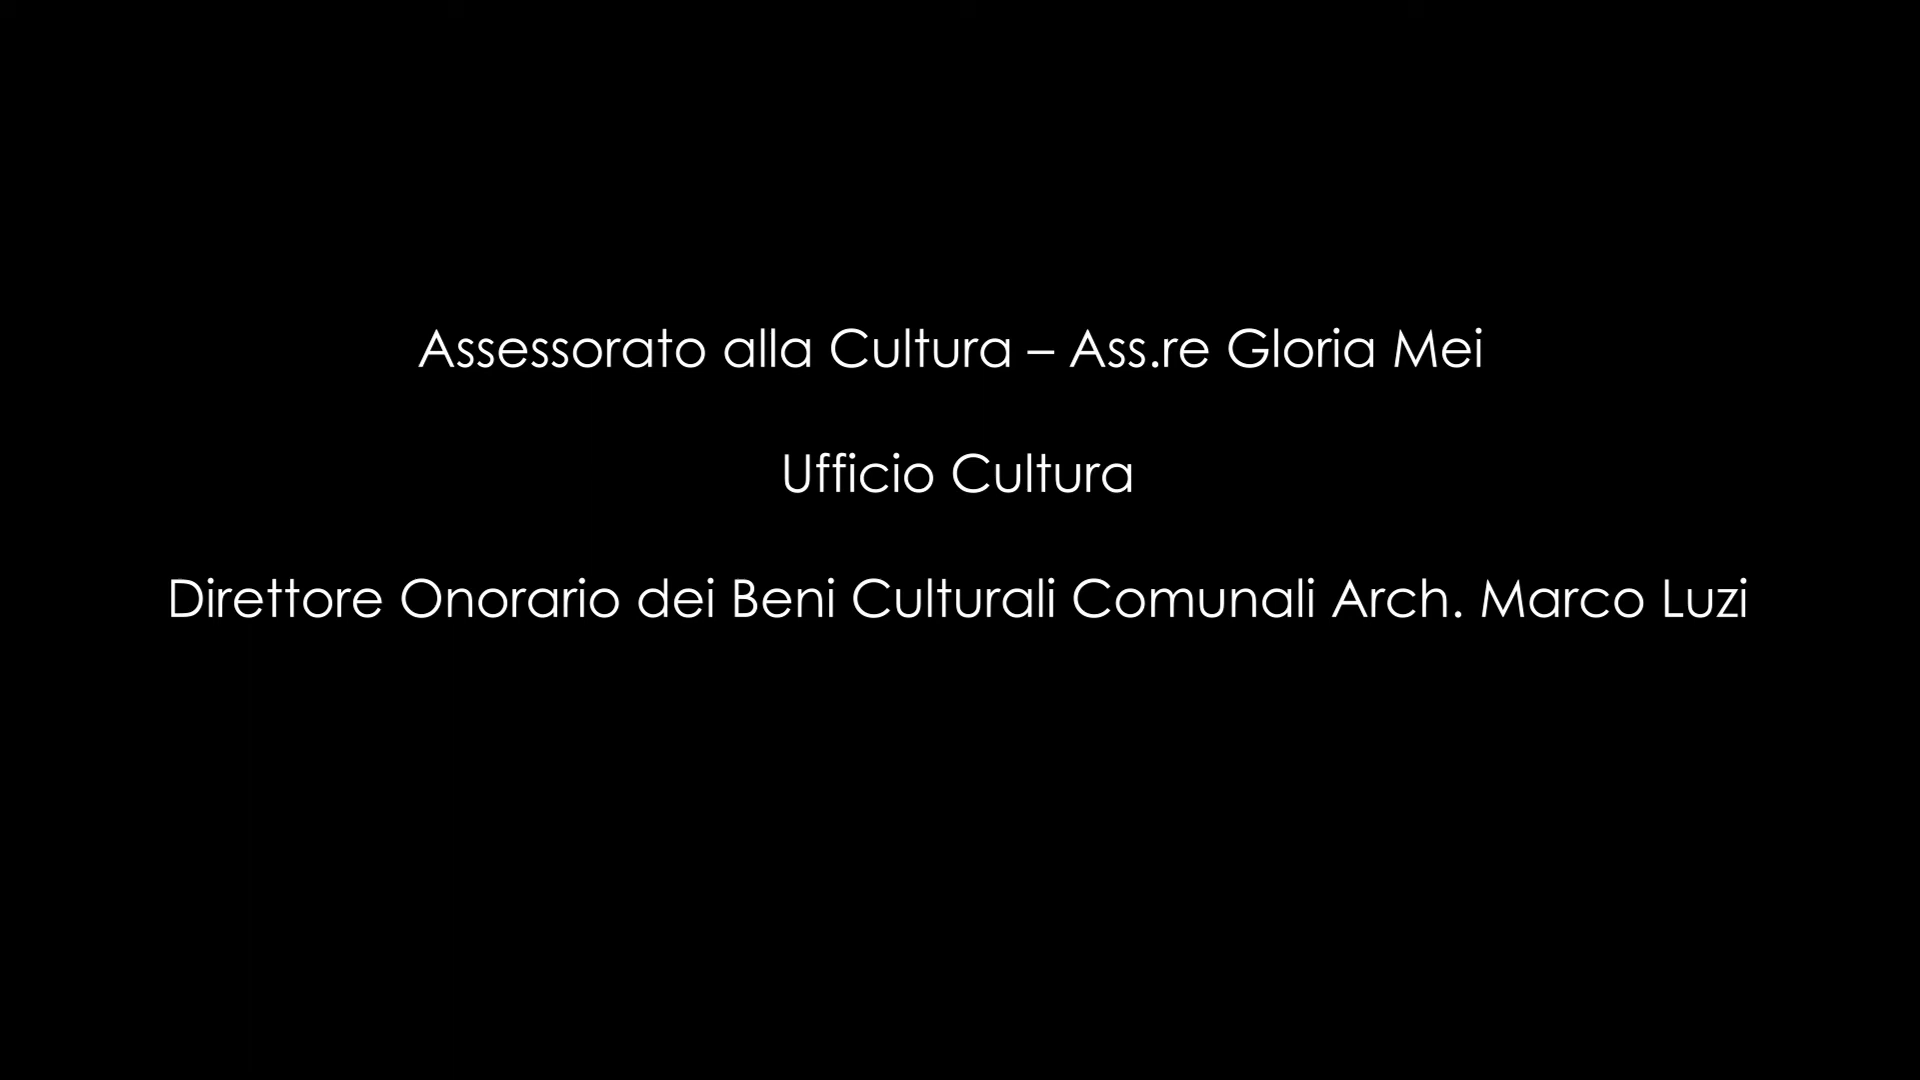 Assessorato alla Cultura – Ass.re Gloria Mei
Ufficio Cultura
Direttore Onorario dei Beni Culturali Comunali Arch. Marco Luzi